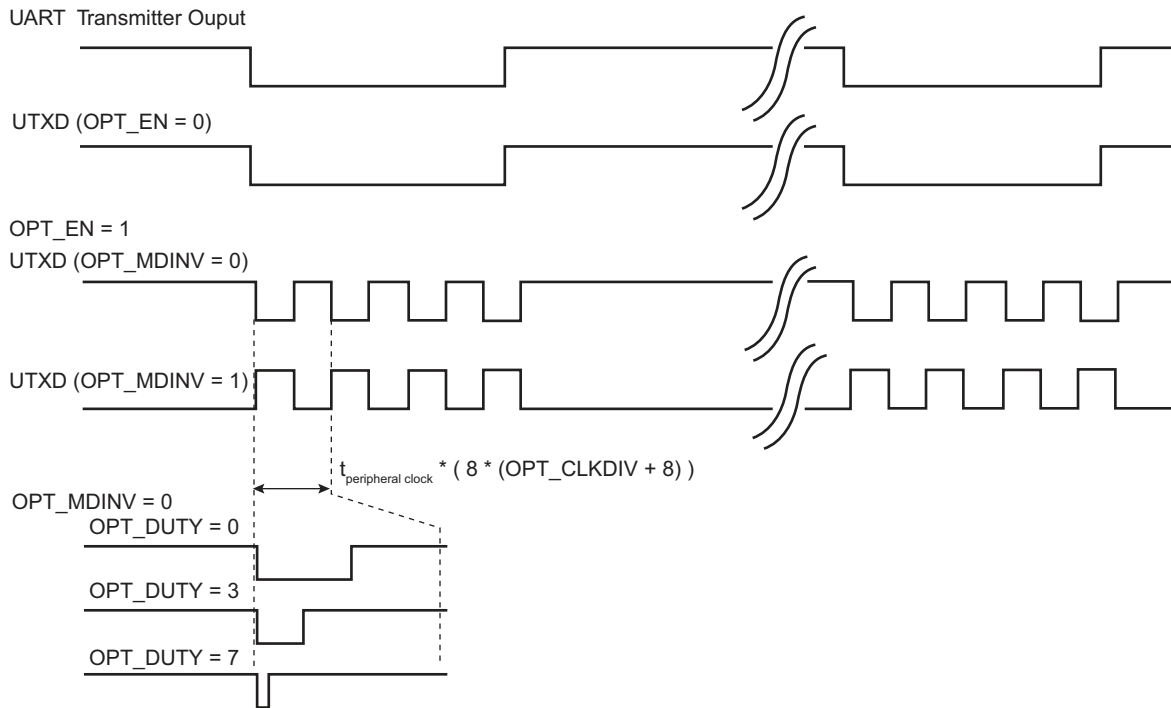 UART Transmitter Ouput
UTXD (OPT_EN = 0)
OPT_EN = 1
UTXD (OPT_MDINV = 0)
UTXD (OPT_MDINV = 1)
t peripheral clock * ( 8 * (OPT_CLKDIV + 8) )
OPT_MDINV = 0
OPT_DUTY = 0
OPT_DUTY = 3
OPT_DUTY = 7